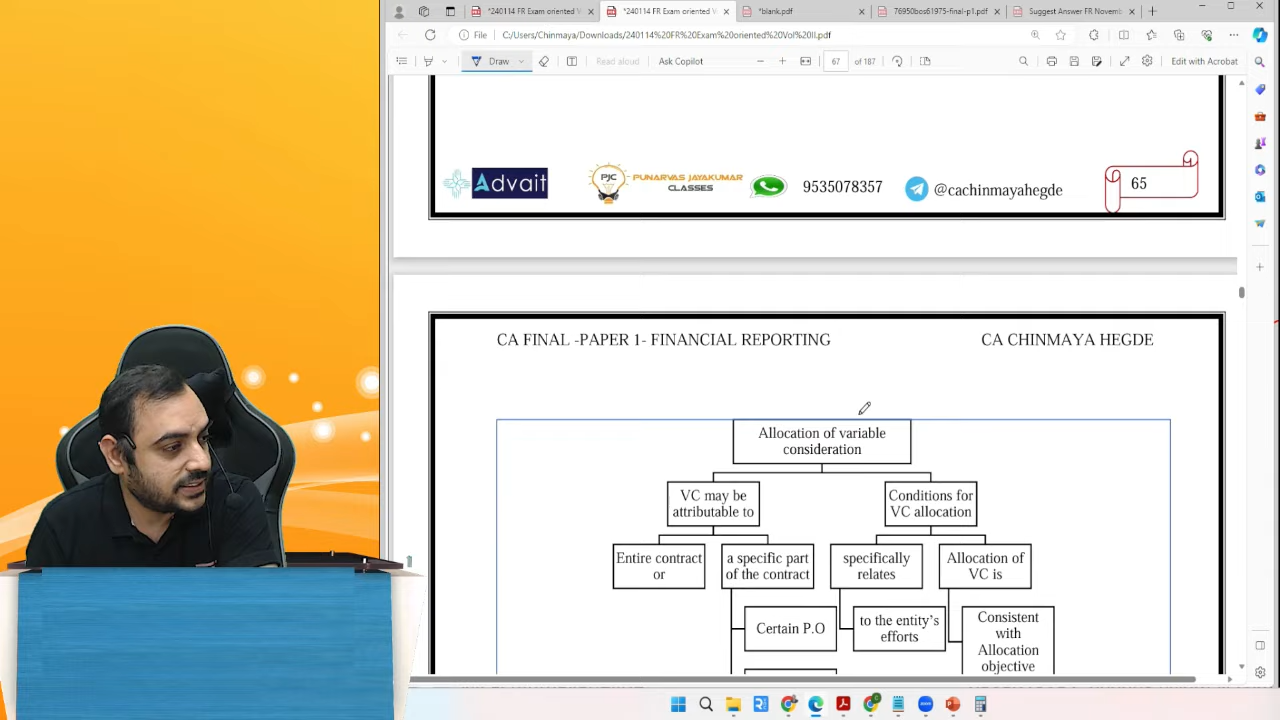 *240114 FR Exam oriented V
*240114 FR Exam oriented V
*blank.pdf
76950bos61975-final-p1.pdf
Suggest Answer FR Novemb
File
C:/Users/Chinmaya/Downloads/240114%20FR%20Exam%20oriented%20Vol%20II.pdf
Draw
Read aloud
Ask Copilot
67
of 187
Edit with Acrobat
Advait
PJC
PUNARVAS JAYAKUMAR
CLASSES
9535078357
@cachinmayahegde
65
CA FINAL -PAPER 1- FINANCIAL REPORTING
CA CHINMAYA HEGDE
Allocation of variable
consideration
VC may be
attributable to
Conditions for
VC allocation
Entire contract
or
a specific part
of the contract
specifically
relates
Allocation of
VC is
Certain P.O
to the entity's
efforts
Consistent
with
Allocation
objective